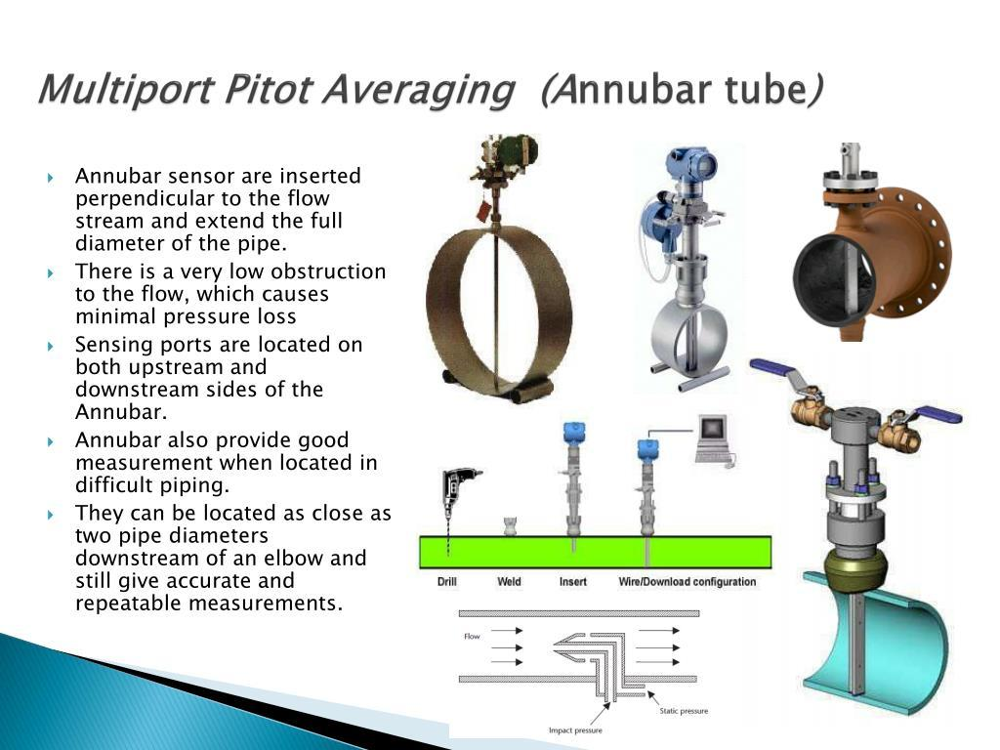 Multiport Pitot Averaging (Annubar tube)
Annubar sensor are inserted
perpendicular to the flow
stream and extend the full
diameter of the pipe.
There is a very low obstruction
to the flow, which causes
minimal pressure loss
Sensing ports are located on
both upstream and
downstream sides of the
Annubar.
Annubar also provide good
measurement when located in
difficult piping.
They can be located as close as
two pipe diameters
downstream of an elbow and
still give accurate and
repeatable measurements.
Drill
Weld
Insert
Wire/Download configuration
Flow
Static pressure
Impact pressure